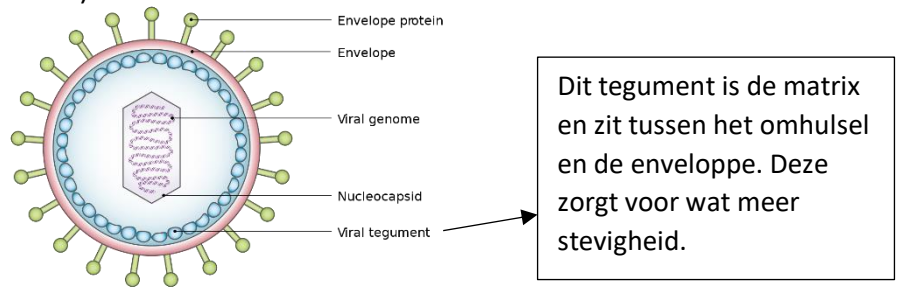 Envelope protein
Envelope
Viral genome
Nucleocapsid
Viral tegument
Dit tegument is de matrix
en zit tussen het omhulsel
en de enveloppe. Deze
zorgt voor wat meer
stevigheid.